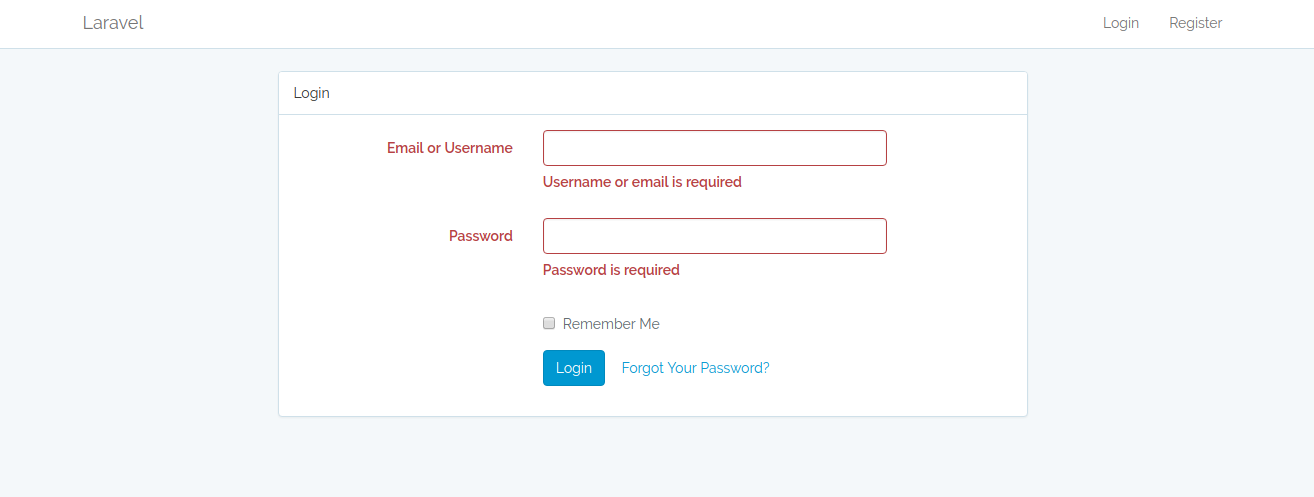 Laravel
Login Register
Login
Email or Username
Username or email is required
Password
Password is required
Remember Me
Login Forgot Your Password?